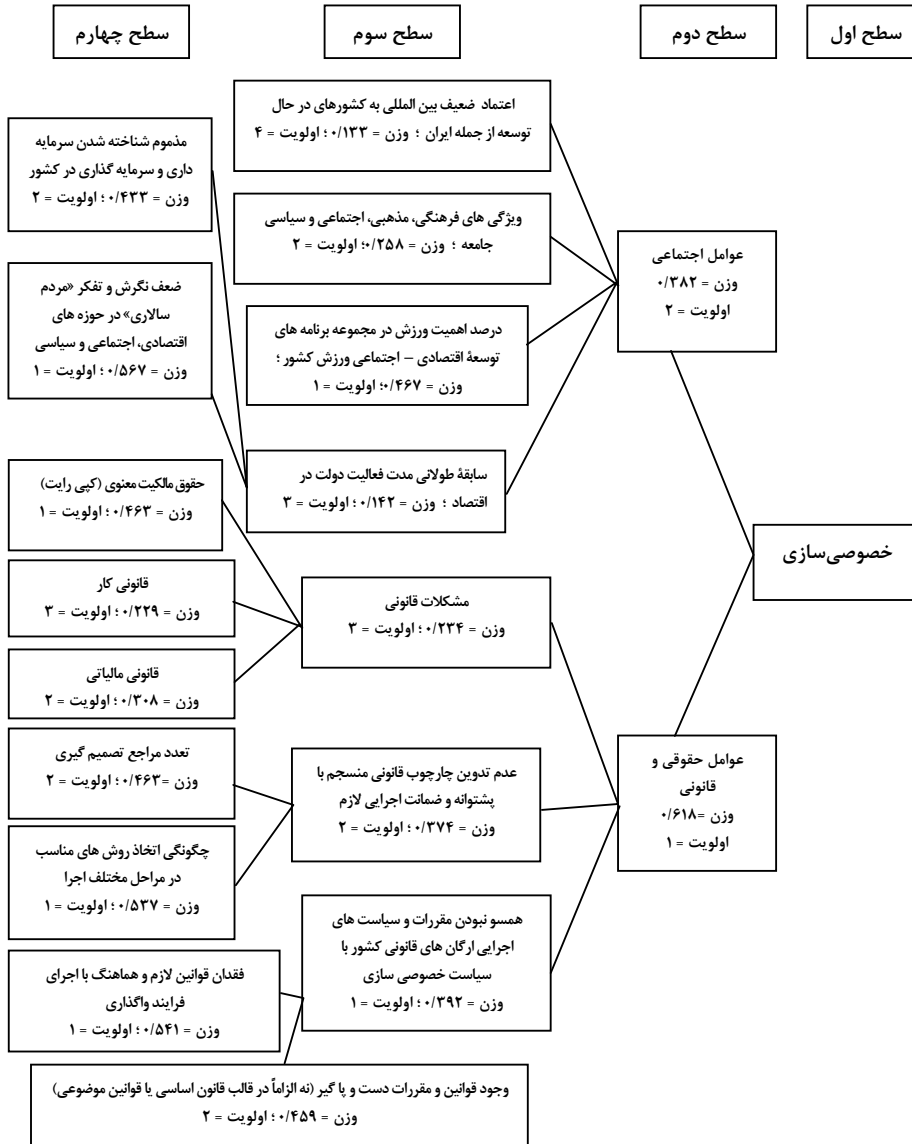 سطح اول
سطح دوم
سطح سوم
سطح چهارم
خصوصی‌سازی
عوامل اجتماعی
وزن = ۰/۳۸۲
اولویت = ۲
عوامل حقوقی و
قانونی
وزن =۰/۶۱۸
اولویت =۱
اعتماد ضعیف بین المللی به کشورهای در حال
توسعه از جمله ایران ؛ وزن = ۰/۱۳۳؛ اولویت = ۴
ویژگی های فرهنگی، مذهبی، اجتماعی و سیاسی
جامعه ؛ وزن = ۰/۲۵۸؛ اولویت = ۲
درصد اهمیت ورزش در مجموعه برنامه های
توسعۀ اقتصادی – اجتماعی ورزش کشور ؛
وزن = ۰/۴۶۷؛ اولویت = ۱
سابقۀ طولانی مدت فعالیت دولت در
اقتصاد ؛ وزن = ۰/۱۴۲؛ اولویت = ۳
مشکلات قانونی
وزن = ۰/۲۳۴؛ اولویت = ۳
عدم تدوین چارچوب قانونی منسجم با
پشتوانه و ضمانت اجرایی لازم
وزن = ۰/۳۷۴؛ اولویت = ۲
همسو نبودن مقررات و سیاست های
اجرایی ارگان های قانونی کشور با
سیاست خصوصی سازی
وزن = ۰/۳۹۲؛ اولویت = ۱
مذموم شناخته شدن سرمایه
داری و سرمایه گذاری در کشور
وزن = ۰/۴۳۳؛ اولویت = ۲
ضعف نگرش و تفکر «مردم
سالاری» در حوزه های
اقتصادی، اجتماعی و سیاسی
وزن = ۰/۵۶۷؛ اولویت = ۱
حقوق مالکیت معنوی (کپی رایت)
وزن = ۰/۴۶۳؛ اولویت = ۱
قانونی کار
وزن = ۰/۲۲۹؛ اولویت = ۳
قانونی مالیاتی
وزن = ۰/۳۰۸؛ اولویت = ۲
تعدد مراجع تصمیم گیری
وزن =۰/۴۶۳؛ اولویت = ۲
چگونگی اتخاذ روش های مناسب
در مراحل مختلف اجرا
وزن = ۰/۵۳۷؛ اولویت = ۱
فقدان قوانین لازم و هماهنگ با اجرای
فرایند واگذاری
وزن = ۰/۵۴۱؛ اولویت = ۱
وجود قوانین و مقررات دست و پا گیر (نه الزاماً در قالب قانون اساسی یا قوانین موضوعی)
وزن = ۰/۴۵۹؛ اولویت = ۲